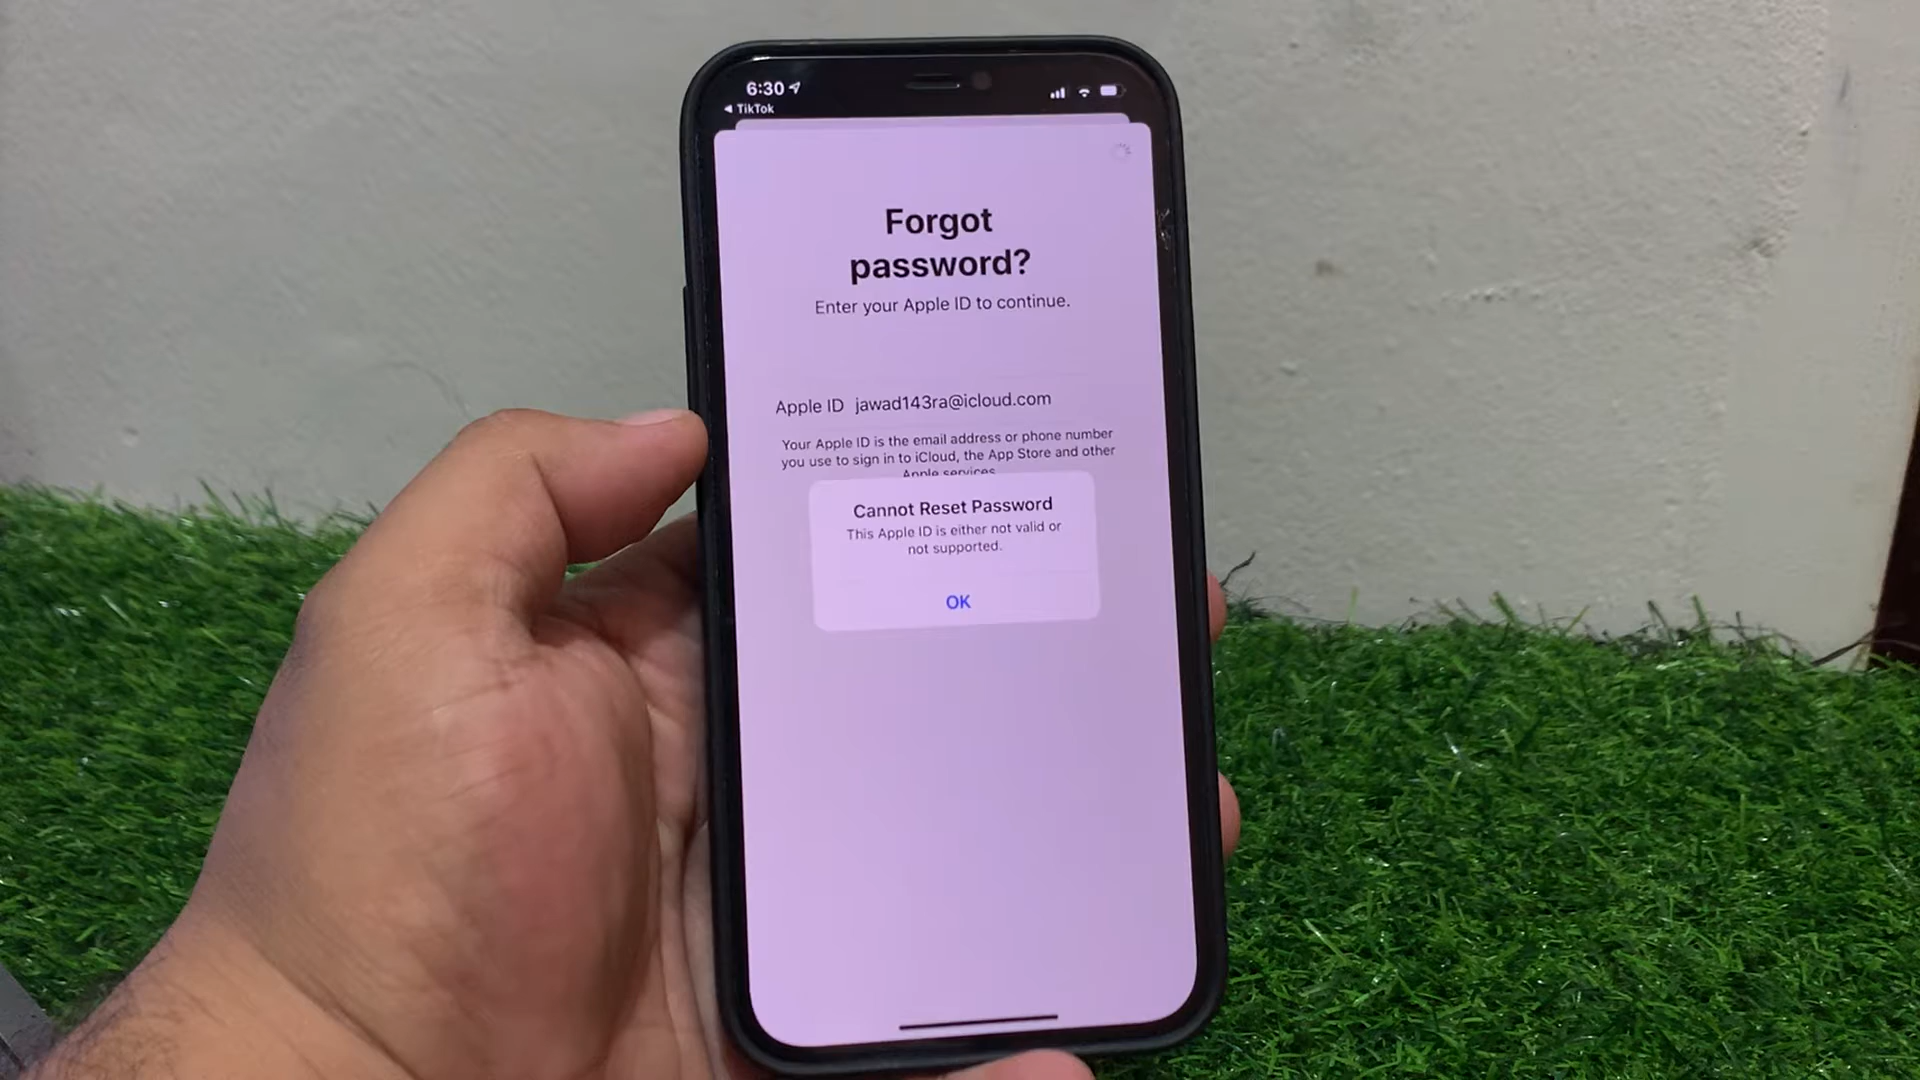 6:30
TikTok
Forgot
password?
Enter your Apple ID to continue.
Apple ID jawad143ra@icloud.com
Your Apple ID is the email address or phone number
you use to sign in to iCloud, the App Store and other
Apple services.
Cannot Reset Password
This Apple ID is either not valid or
not supported.
OK